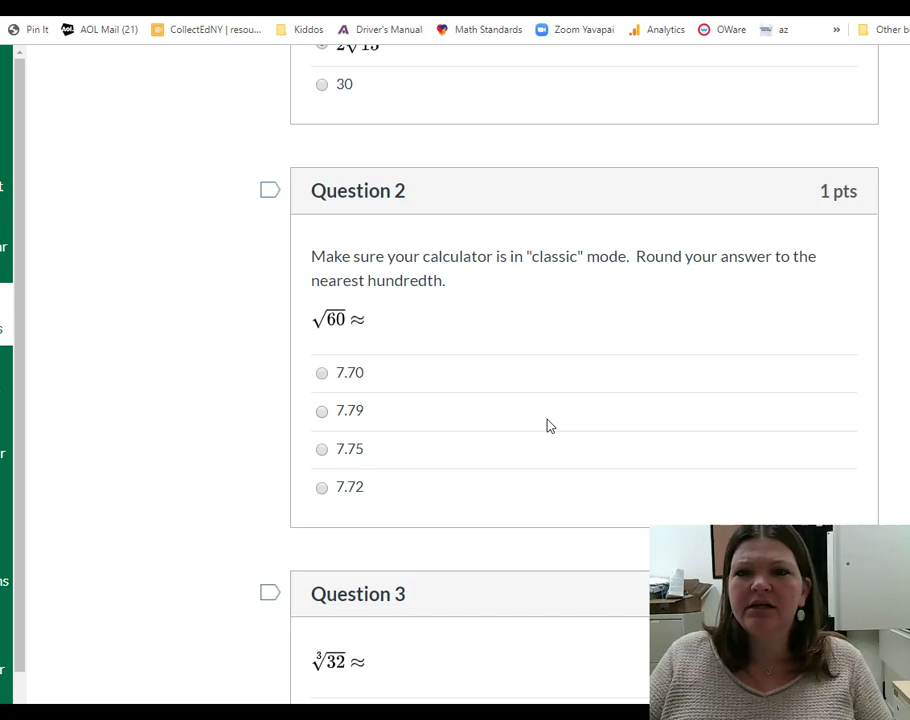 Pin It AOL Mail (21) CollectEdNY | resou... Kiddos Driver's Manual Math Standards Zoom Yavapai Analytics OWare az » Other b
2√15
30
Question 2 1 pts
Make sure your calculator is in "classic" mode. Round your answer to the
nearest hundredth.
√60 ≈
7.70
7.79
7.75
7.72
Question 3
∛32 ≈